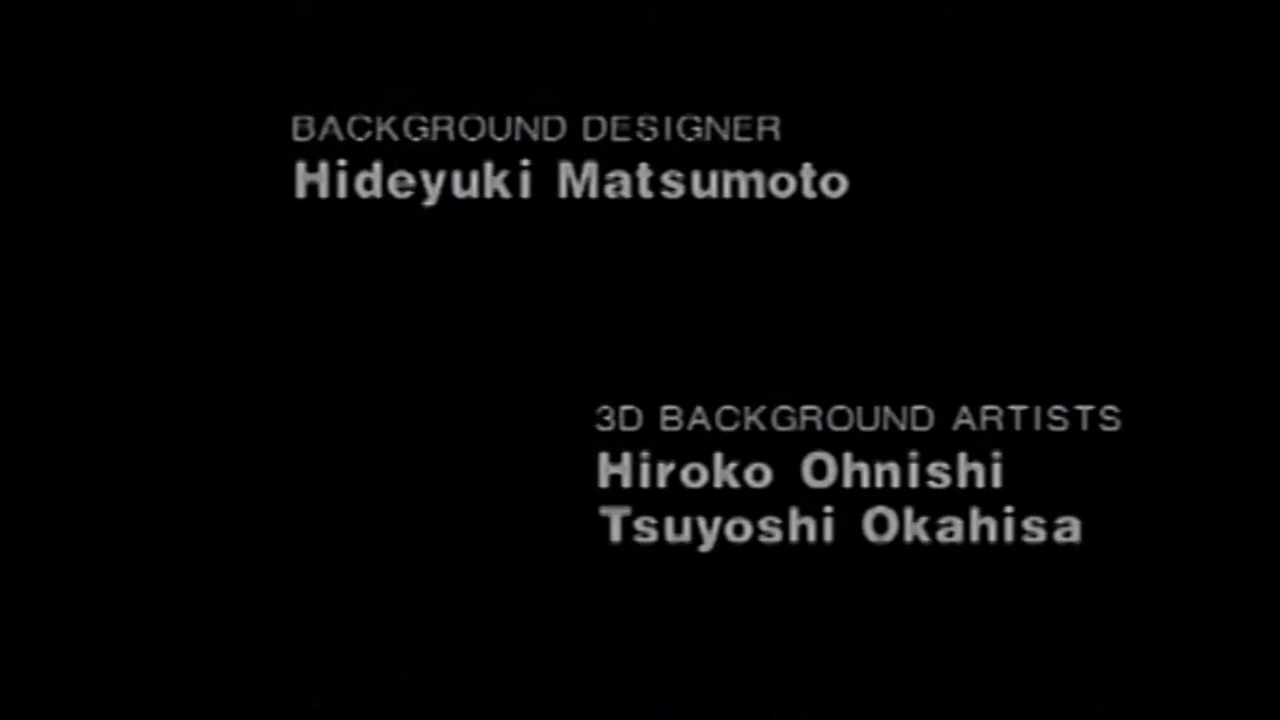 BACKGROUND DESIGNER
Hideyuki Matsumoto
3D BACKGROUND ARTISTS
Hiroko Ohnishi
Tsuyoshi Okahisa